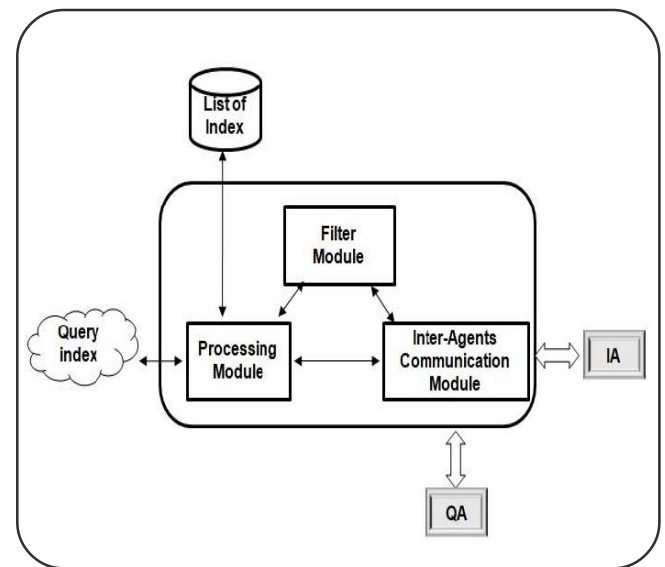 List of
Index
Filter
Module
Query
index
Processing
Module
Inter-Agents
Communication
Module
IA
QA